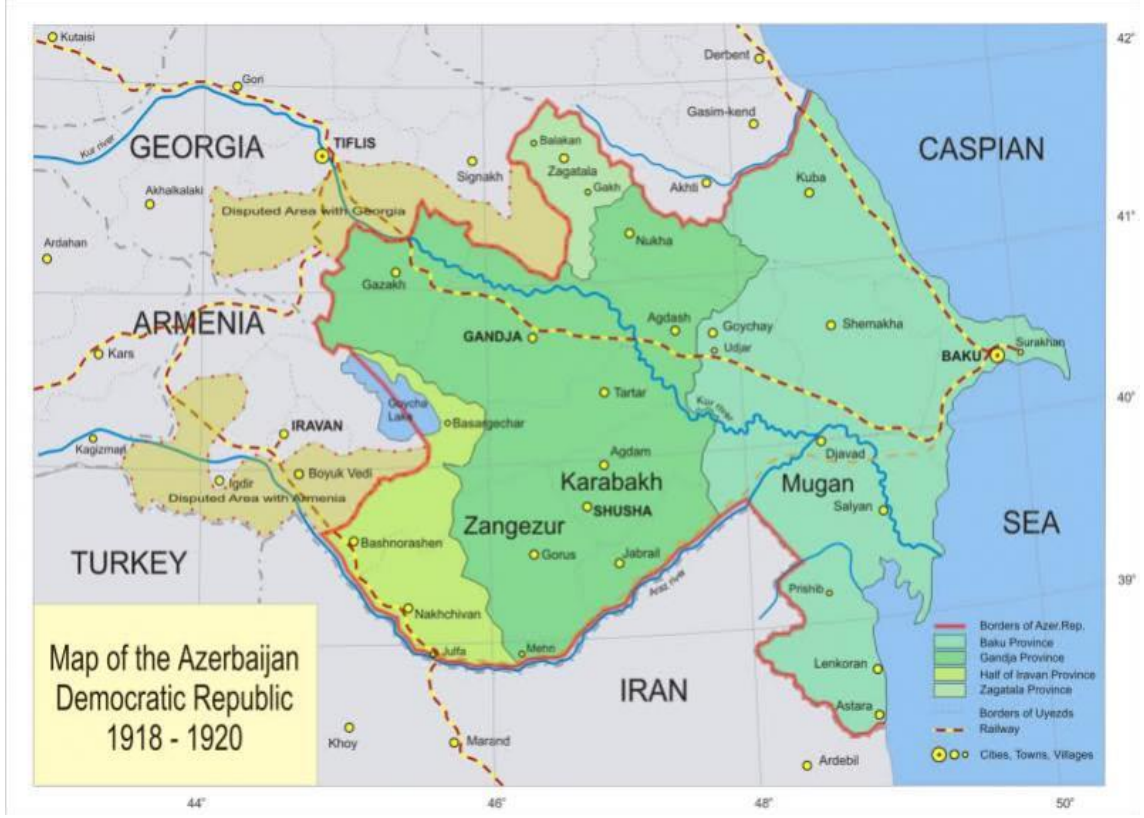 Kutaisi
Gori
Kur river
GEORGIA
TIFLIS
Akhalkalaki
Signakh
Balakan
Zagatala
Gakh
Derbent
Gasim-kend
Akhti
Kuba
CASPIAN
42°
41°
40°
39°
Ardahan
Disputed Area with Georgia
Nukha
Gazakh
ARMENIA
Kars
GANDJA
Agdash
Goychay
Udjar
Shemakha
BAKU
Surakhan
Goycha
Lake
Basargechar
Tartar
Kur river
IRAVAN
Kagizman
Igdir
Boyuk Vedi
Disputed Area with Armenia
Agdam
Karabakh
SHUSHA
Zangezur
Gorus
Jabrail
Djavad
Mugan
Salyan
SEA
TURKEY
Bashnorashen
Nakhchivan
Julfa
Mehri
Araz river
Prishib
Lenkoran
Astara
IRAN
Khoy
Marand
Ardebil
Map of the Azerbaijan
Democratic Republic
1918 - 1920
Borders of Azer.Rep.
Baku Province
Gandja Province
Half of Iravan Province
Zagatala Province
Borders of Uyezds
Railway
Cities, Towns, Villages
44°
46°
48°
50°